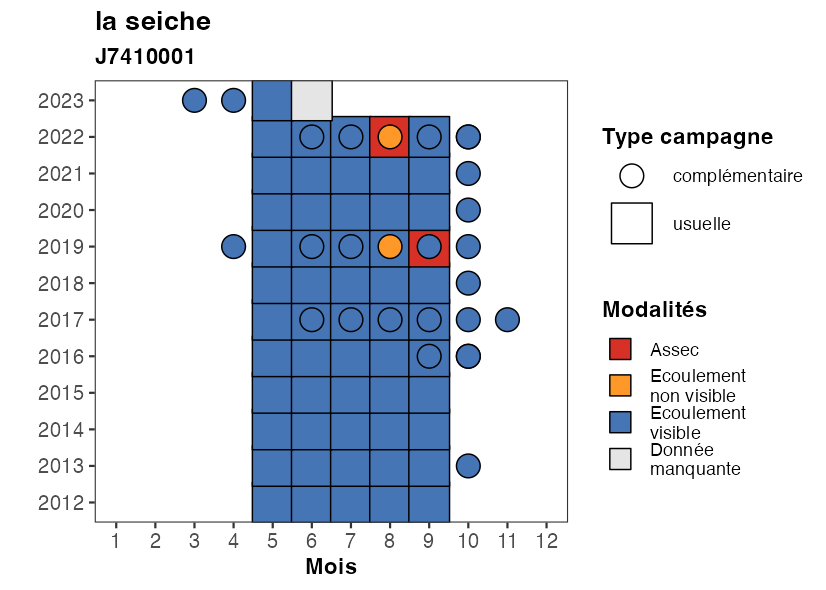 la seiche
J7410001
2023
2022
2021
2020
2019
2018
2017
2016
2015
2014
2013
2012
1 2 3 4 5 6 7 8 9 10 11 12
Mois
Type campagne
complémentaire
usuelle
Modalités
Assec
Ecoulement
non visible
Ecoulement
visible
Donnée
manquante